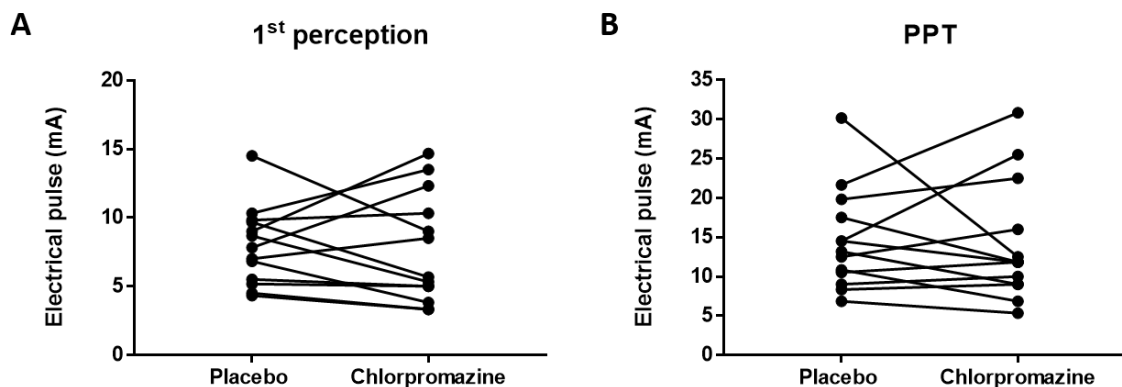 A
1st perception
Electrical pulse (mA)
20
15
10
5
0
Placebo Chlorpromazine
B
PPT
Electrical pulse (mA)
35
30
25
20
15
10
5
0
Placebo Chlorpromazine